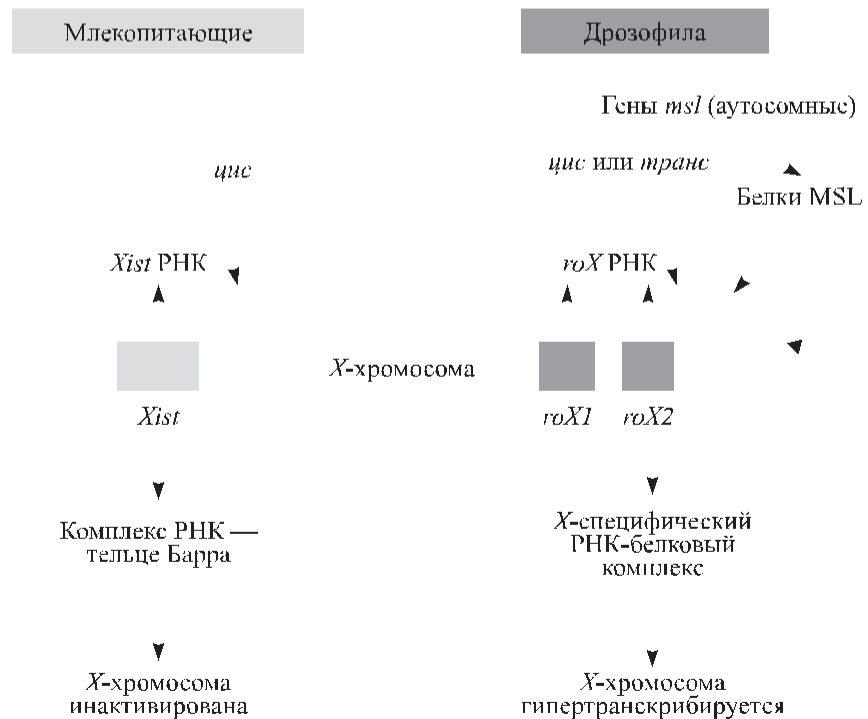 Млекопитающие
Дрозофила
Гены msl (аутосомные)
цис
цис или транс
Белки MSL
Xist РНК
roX РНК
X-хромосома
Xist
roX1
roX2
Комплекс РНК —
тельце Барра
X-специфический
РНК-белковый
комплекс
X-хромосома
инактивирована
X-хромосома
гипертранскрибируется